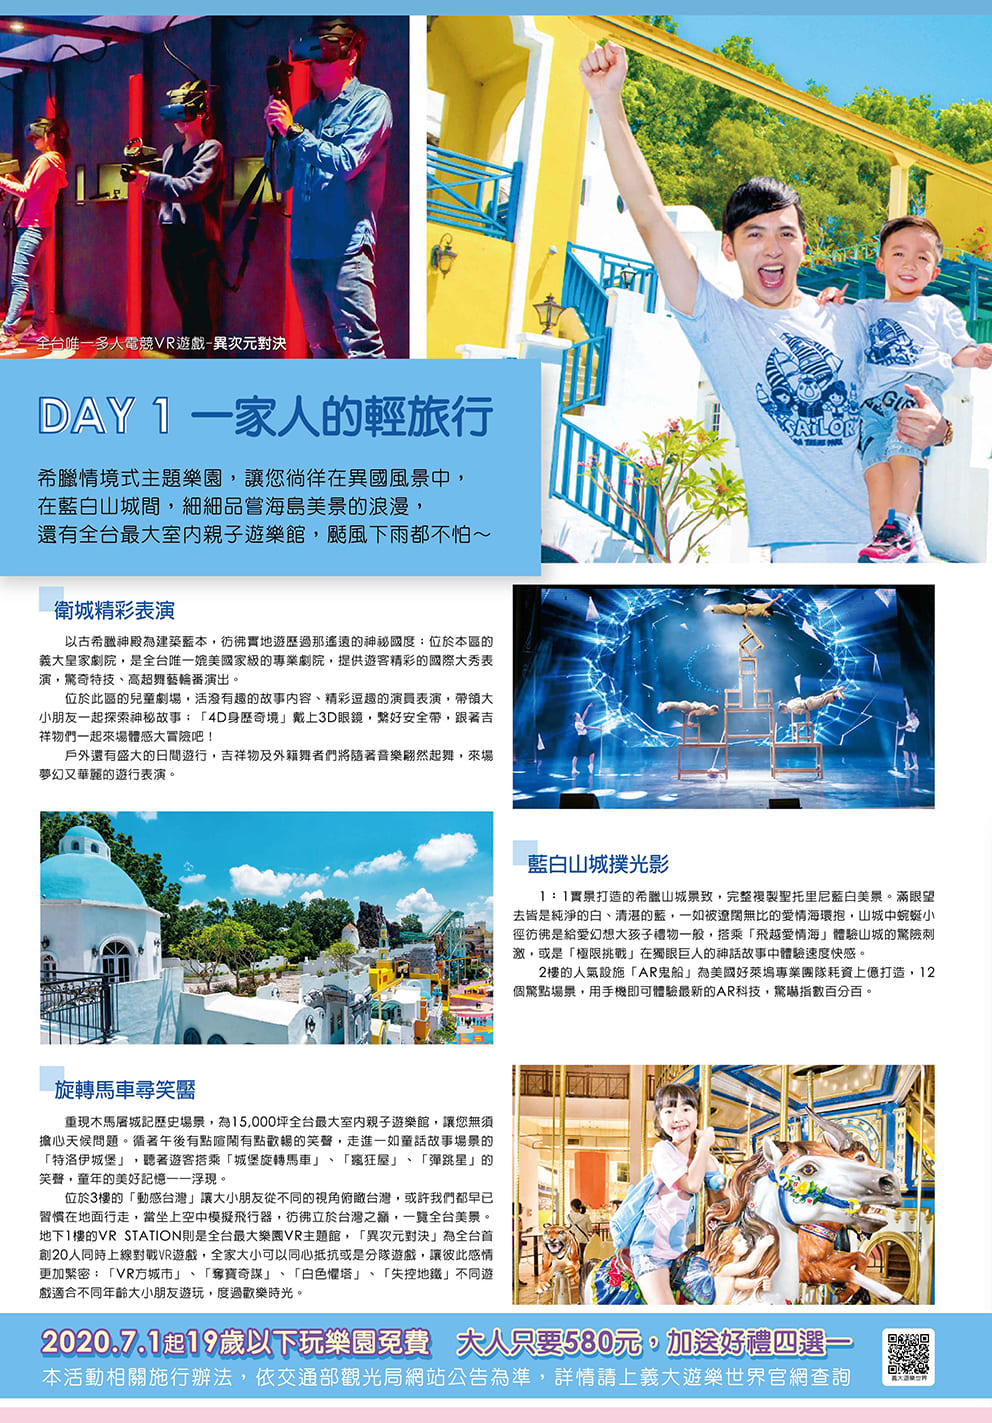 全台唯一多人電競VR遊戲-異次元對決
SAiLOR
DAY 1 一家人的輕旅行
希臘情境式主題樂園，讓您徜徉在異國風景中，
在藍白山城間，細細品嘗海島美景的浪漫，
還有全台最大室內親子遊樂館，颳風下雨都不怕～
衛城精彩表演
以古希臘神殿為建築藍本，彷彿實地遊歷過那遙遠的神祕國度；位於本區的
義大皇家劇院，是全台唯一媲美國家級的專業劇院，提供遊客精彩的國際大秀表
演，驚奇特技、高超舞藝輪番演出。
位於此區的兒童劇場，活潑有趣的故事內容、精彩逗趣的演員表演，帶領大
小朋友一起探索神秘故事；「4D身歷奇境」戴上3D眼鏡，繫好安全帶，跟著吉
祥物們一起來場體感大冒險吧！
戶外還有盛大的日間遊行，吉祥物及外籍舞者們將隨著音樂翩然起舞，來場
夢幻又華麗的遊行表演。
藍白山城撲光影
1：1實景打造的希臘山城景致，完整複製聖托里尼藍白美景。滿眼望
去皆是純淨的白、清湛的藍，一如被遼闊無比的愛情海環抱，山城中蜿蜒小
徑彷彿是給愛幻想大孩子禮物一般，搭乘「飛越愛情海」體驗山城的驚險刺
激，或是「極限挑戰」在獨眼巨人的神話故事中體驗速度快感。
2樓的人氣設施「AR鬼船」為美國好萊塢專業團隊耗資上億打造，12
個驚點場景，用手機即可體驗最新的AR科技，驚嚇指數百分百。
旋轉馬車尋笑靨
重現木馬屠城記歷史場景，為15,000坪全台最大室內親子遊樂館，讓您無須
擔心天候問題。循著午後有點喧鬧有點歡暢的笑聲，走進一如童話故事場景的
「特洛伊城堡」，聽著遊客搭乘「城堡旋轉馬車」、「瘋狂屋」、「彈跳星」的
笑聲，童年的美好記憶一一浮現。
位於3樓的「動感台灣」讓大小朋友從不同的視角俯瞰台灣，或許我們都早已
習慣在地面行走，當坐上空中模擬飛行器，彷彿立於台灣之巔，一覽全台美景。
地下1樓的VR STATION則是全台最大樂園VR主題館，「異次元對決」為全台首
創20人同時上線對戰VR遊戲，全家大小可以同心抵抗或是分隊遊戲，讓彼此感情
更加緊密；「VR方城市」、「奪寶奇謀」、「白色懼塔」、「失控地鐵」不同遊
戲適合不同年齡大小朋友遊玩，度過歡樂時光。
2020.7.1起19歲以下玩樂園免費 大人只要580元，加送好禮四選一
本活動相關施行辦法，依交通部觀光局網站公告為準，詳情請上義大遊樂世界官網查詢
義大遊樂世界